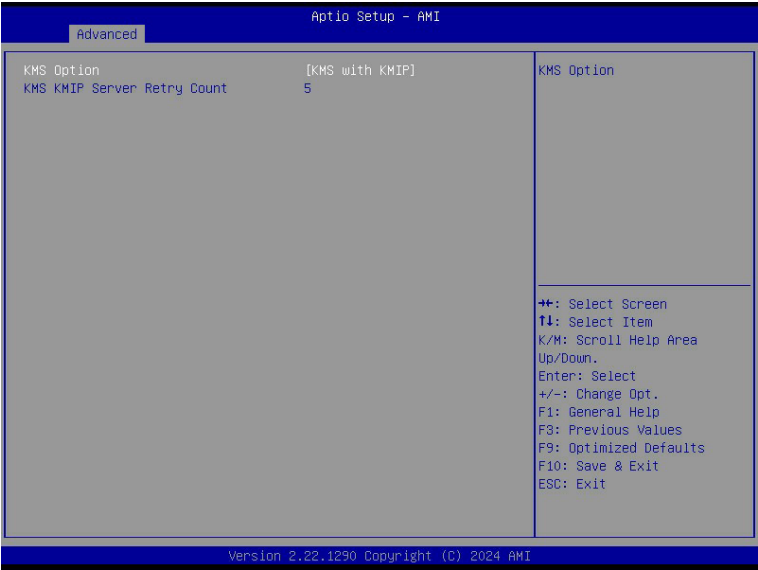 Aptio Setup – AMI
Advanced
KMS Option [KMS with KMIP]
KMS KMIP Server Retry Count 5
KMS Option
→←: Select Screen
↑↓: Select Item
K/M: Scroll Help Area
Up/Down.
Enter: Select
+/-: Change Opt.
F1: General Help
F3: Previous Values
F9: Optimized Defaults
F10: Save & Exit
ESC: Exit
Version 2.22.1290 Copyright (C) 2024 AMI